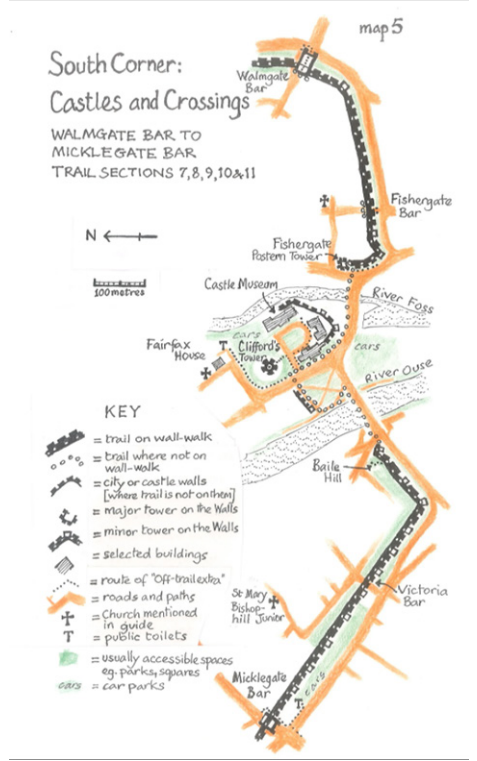 map 5
South Corner:
Castles and Crossings
WALMGATE BAR TO
MICKLEGATE BAR
TRAIL SECTIONS 7,8,9,10&11
Walmgate
Bar
Fishergate
Bar
N
Fishergate
Postern Tower
100 metres
Castle Museum
River Foss
cars
Fairfax
House
T
Clifford's
Tower
cars
River Ouse
KEY
= trail on wall-walk
= trail where not on
wall-walk
= city or castle walls
[where trail is not on them]
= major tower on the Walls
= minor tower on the Walls
= selected buildings
= route of "Off-trail extra"
= roads and paths
= Church mentioned
in guide
T = public toilets
= usually accessible spaces
eg. parks, squares
cars = car parks
Baile
Hill
Victoria
Bar
St Mary
Bishop-
hill Junior
Micklegate
Bar
T
cars